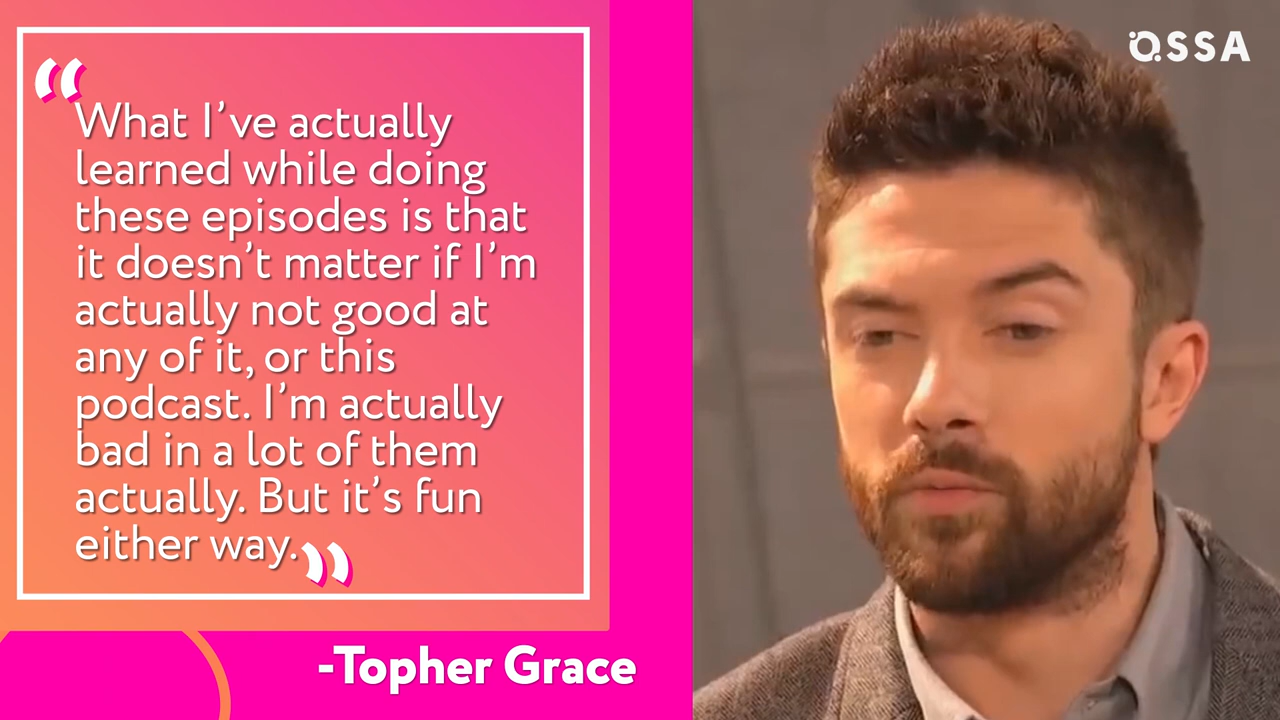 “What I’ve actually
learned while doing
these episodes is that
it doesn’t matter if I’m
actually not good at
any of it, or this
podcast. I’m actually
bad in a lot of them
actually. But it’s fun
either way.”
-Topher Grace
OSSA